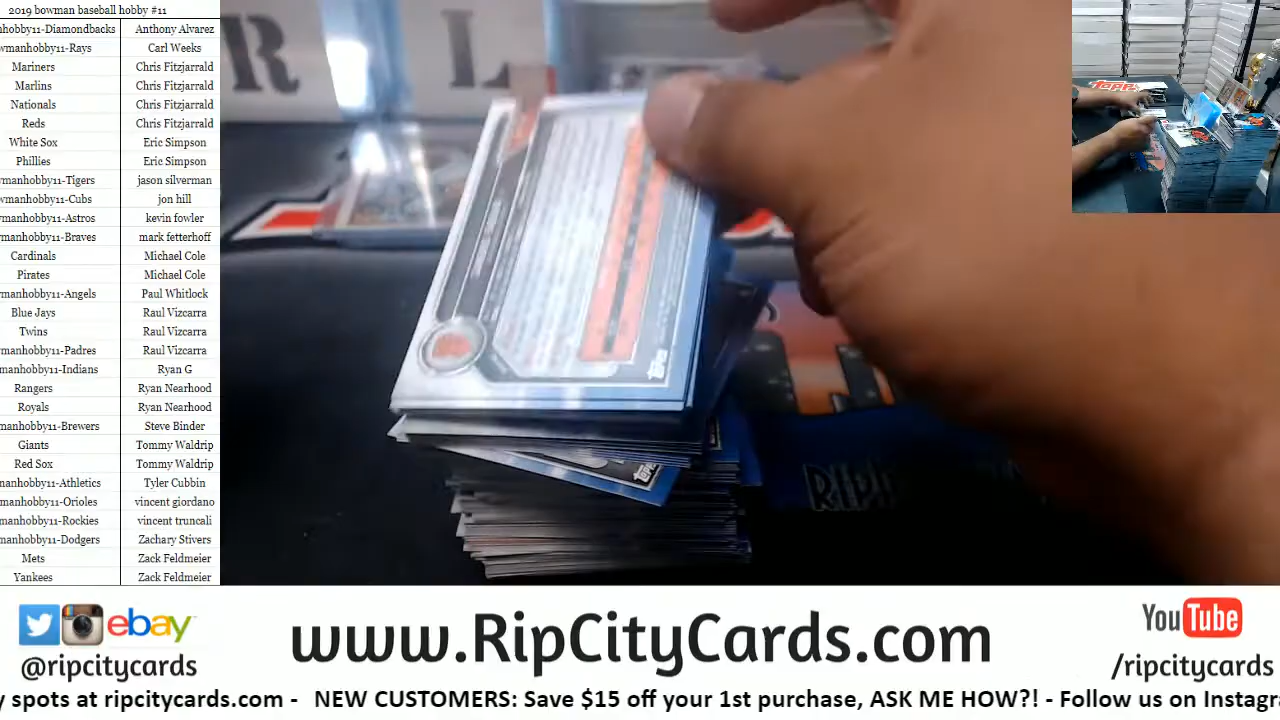 2019 bowman baseball hobby #11
hobby11-Diamondbacks Anthony Alvarez
wmanhobby11-Rays Carl Weeks
Mariners Chris Fitzjarrald
Marlins Chris Fitzjarrald
Nationals Chris Fitzjarrald
Reds Chris Fitzjarrald
White Sox Eric Simpson
Phillies Eric Simpson
manhobby11-Tigers jason silverman
wmanhobby11-Cubs jon hill
manhobby11-Astros kevin fowler
manhobby11-Braves mark fetterhoff
Cardinals Michael Cole
Pirates Michael Cole
manhobby11-Angels Paul Whitlock
Blue Jays Raul Vizcarra
Twins Raul Vizcarra
manhobby11-Padres Raul Vizcarra
manhobby11-Indians Ryan G
Rangers Ryan Nearhood
Royals Ryan Nearhood
manhobby11-Brewers Steve Binder
Giants Tommy Waldrip
Red Sox Tommy Waldrip
nanhobby11-Athletics Tyler Cubbin
manhobby11-Orioles vincent giordano
manhobby11-Rockies vincent truncali
manhobby11-Dodgers Zachary Stivers
Mets Zack Feldmeier
Yankees Zack Feldmeier
R L
Topps
Topps
RIP
Topps
ebay
@ripcitycards
www.RipCityCards.com
YouTube
/ripcitycards
y spots at ripcitycards.com - NEW CUSTOMERS: Save $15 off your 1st purchase, ASK ME HOW?! - Follow us on Instagra